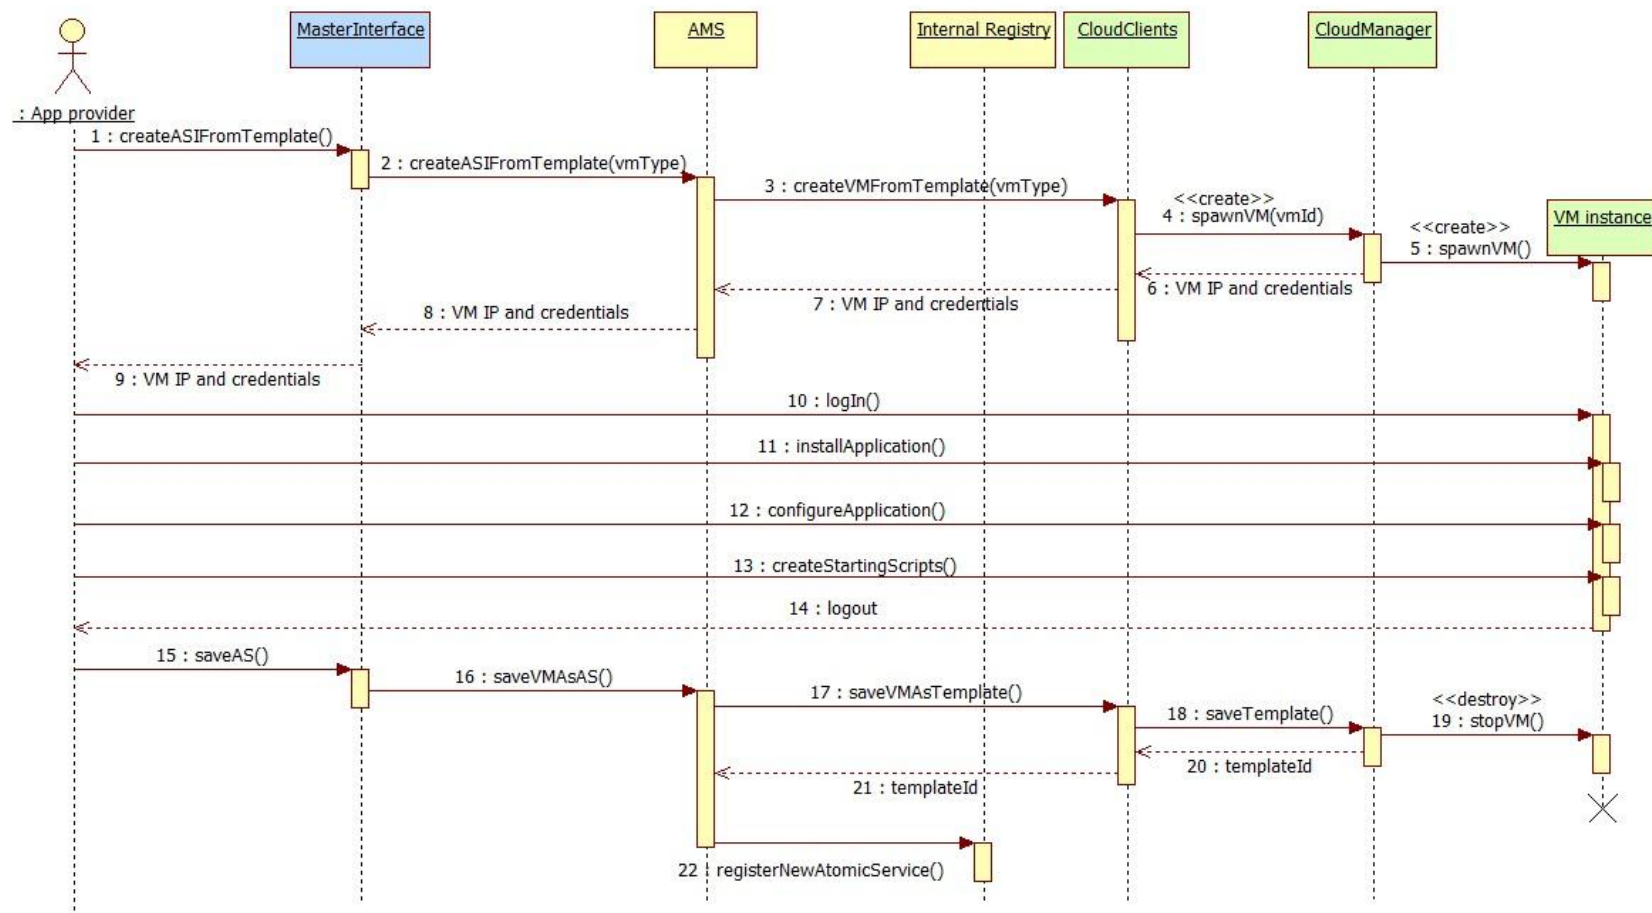 MasterInterface
AMS
Internal Registry
CloudClients
CloudManager
: App provider
1 : createASIFromTemplate()
2 : createASIFromTemplate(vmType)
3 : createVMFromTemplate(vmType)
<<create>>
4 : spawnVM(vmId)
VM instance
<<create>>
5 : spawnVM()
6 : VM IP and credentials
7 : VM IP and credentials
8 : VM IP and credentials
9 : VM IP and credentials
10 : logIn()
11 : installApplication()
12 : configureApplication()
13 : createStartingScripts()
14 : logout
15 : saveAS()
16 : saveVMAsAS()
17 : saveVMAsTemplate()
18 : saveTemplate()
<<destroy>>
19 : stopVM()
20 : templateId
21 : templateId
22 : registerNewAtomicService()